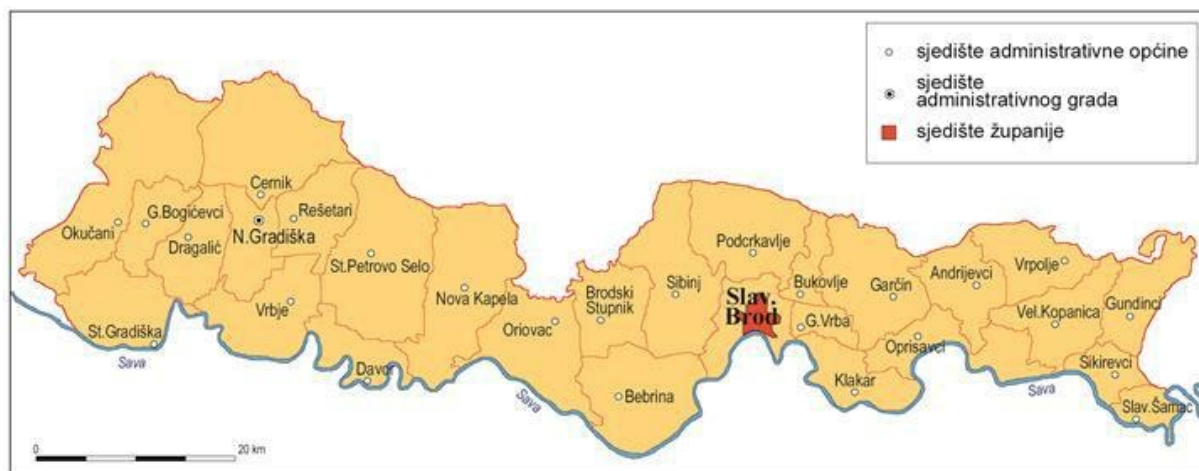 sjedište administrativne općine
sjedište
administrativnog grada
sjedište županije
Cernik
G.Bogićevci
Rešetari
Okučani
Dragalić
N.Gradiška
St.Petrovo Selo
Nova Kapela
Vrbje
St.Gradiška
Sava
Davor
Oriovac
Brodski
Stupnik
Sibinj
Podcrkavlje
Bukovlje
Slav.
Brod
G.Vrba
Garčin
Andrijevci
Vrpolje
Gundinci
Vel.Kopanica
Oprisavci
Klakar
Sikirevci
Slav.Šamac
Bebrina
Sava
Sava
0
20 km